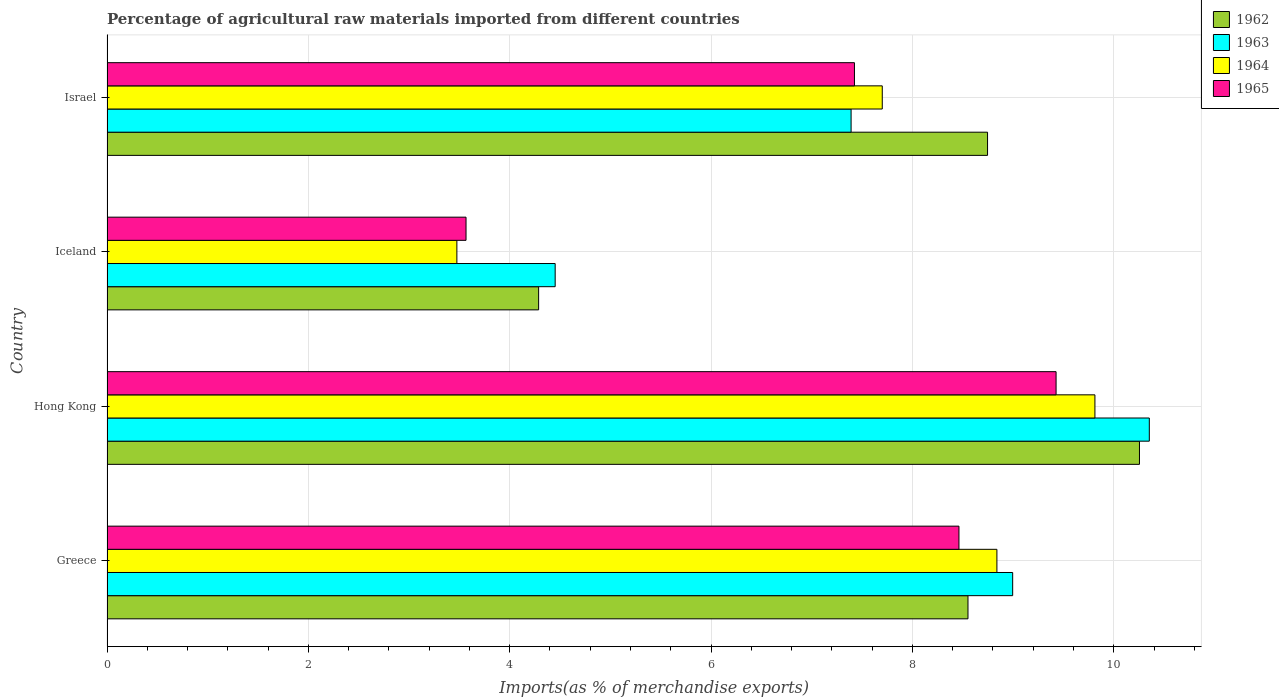 Percentage of agricultural raw materials imported from different countries
1962
1963
1964
1965
Israel
Iceland
Hong Kong
Greece
Country
0
2
4
6
8
10
Imports(as % of merchandise exports)